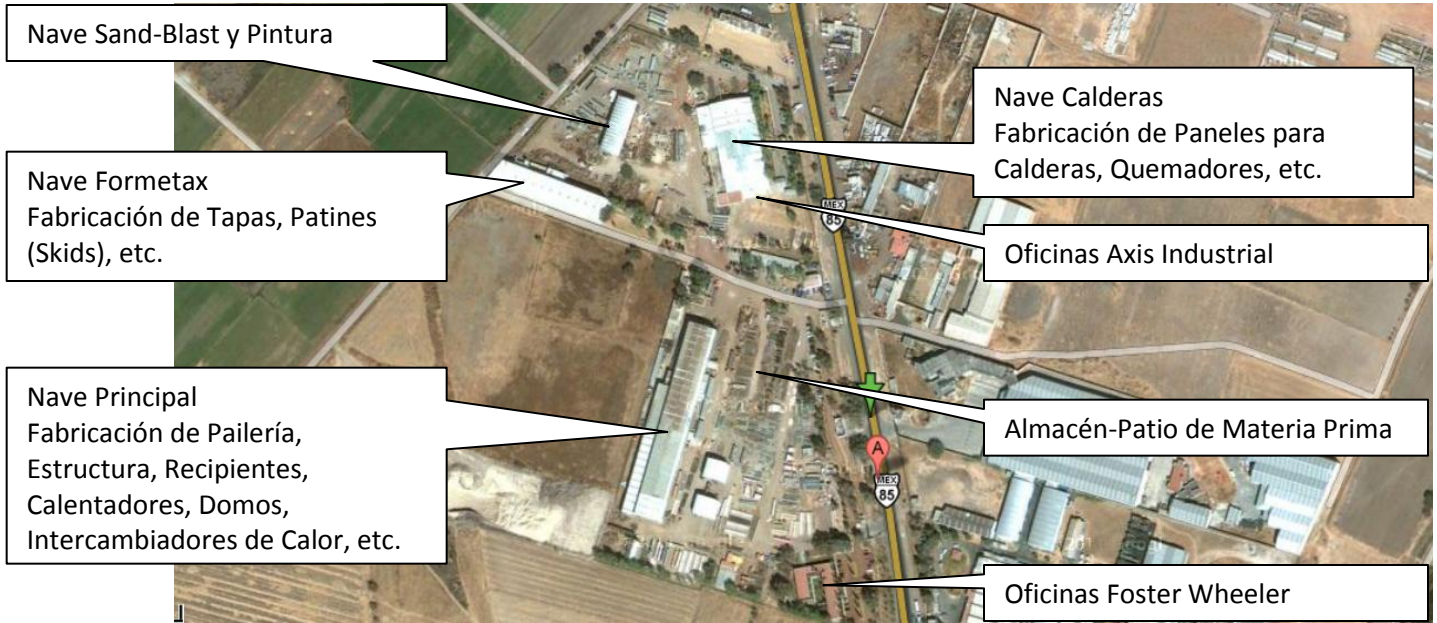 Nave Sand-Blast y Pintura
Nave Formetax
Fabricación de Tapas, Patines
(Skids), etc.
Nave Principal
Fabricación de Pailería,
Estructura, Recipientes,
Calentadores, Domos,
Intercambiadores de Calor, etc.
Nave Calderas
Fabricación de Paneles para
Calderas, Quemadores, etc.
Oficinas Axis Industrial
Almacén-Patio de Materia Prima
Oficinas Foster Wheeler
MEX
85
A
MEX
85